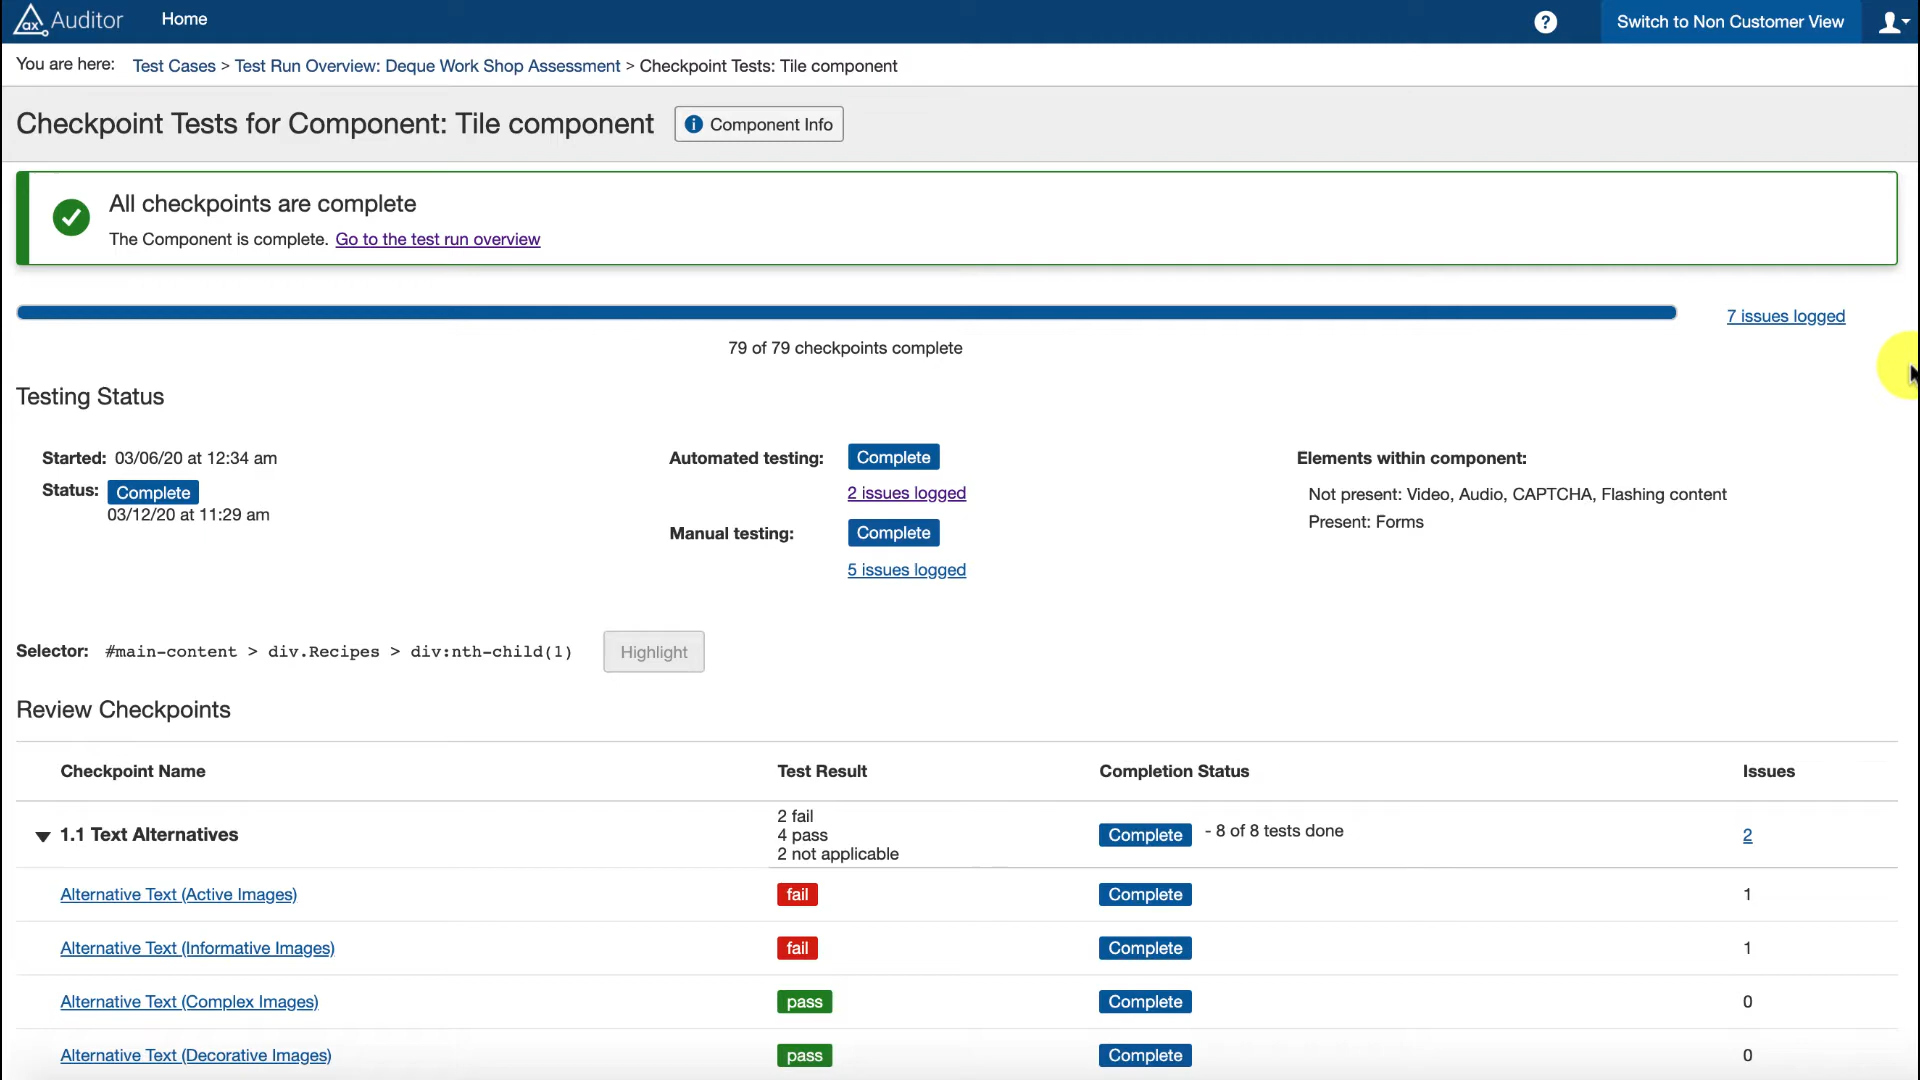 ax Auditor Home ? Switch to Non Customer View
You are here: Test Cases > Test Run Overview: Deque Work Shop Assessment > Checkpoint Tests: Tile component
Checkpoint Tests for Component: Tile component i Component Info
All checkpoints are complete
The Component is complete. Go to the test run overview
7 issues logged
79 of 79 checkpoints complete
Testing Status
Started: 03/06/20 at 12:34 am
Status: Complete
03/12/20 at 11:29 am
Automated testing: Complete
2 issues logged
Manual testing: Complete
5 issues logged
Elements within component:
Not present: Video, Audio, CAPTCHA, Flashing content
Present: Forms
Selector: #main-content > div.Recipes > div:nth-child(1) Highlight
Review Checkpoints
Checkpoint Name Test Result Completion Status Issues
1.1 Text Alternatives
2 fail
4 pass
2 not applicable
Complete - 8 of 8 tests done 2
Alternative Text (Active Images) fail Complete 1
Alternative Text (Informative Images) fail Complete 1
Alternative Text (Complex Images) pass Complete 0
Alternative Text (Decorative Images) pass Complete 0